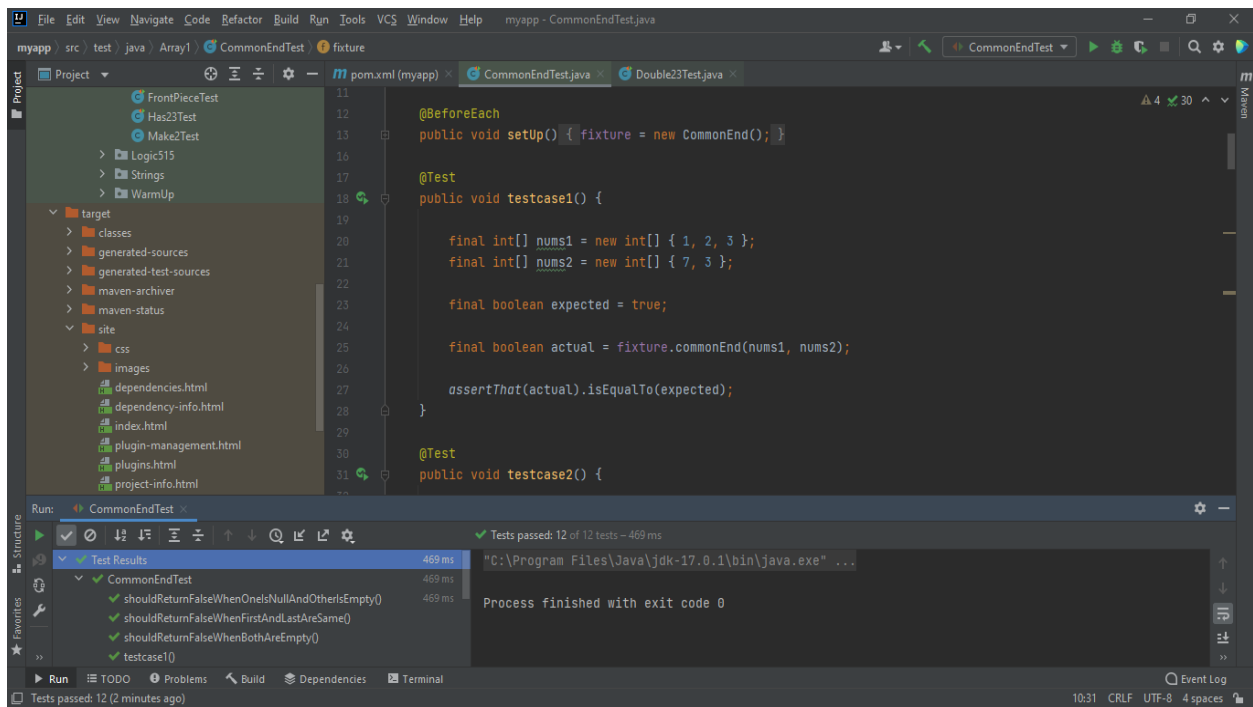 File Edit View Navigate Code Refactor Build Run Tools VCS Window Help myapp - CommonEndTest.java
myapp src test java Array1 CommonEndTest fixture CommonEndTest
Project
Project
pom.xml (myapp) CommonEndTest.java Double23Test.java
Maven
FrontPieceTest
Has23Test
Make2Test
Logic515
Strings
WarmUp
target
classes
generated-sources
generated-test-sources
maven-archiver
maven-status
site
css
images
dependencies.html
dependency-info.html
index.html
plugin-management.html
plugins.html
project-info.html
4 30
11
12 @BeforeEach
13 public void setUp() { fixture = new CommonEnd(); }
16
17 @Test
18 public void testcase1() {
19
20 final int[] nums1 = new int[] { 1, 2, 3 };
21 final int[] nums2 = new int[] { 7, 3 };
22
23 final boolean expected = true;
24
25 final boolean actual = fixture.commonEnd(nums1, nums2);
26
27 assertThat(actual).isEqualTo(expected);
28 }
29
30 @Test
31 public void testcase2() {
Run: CommonEndTest
Structure
Favorites
Tests passed: 12 of 12 tests – 469 ms
Test Results 469 ms
CommonEndTest 469 ms
shouldReturnFalseWhenOneIsNullAndOtherIsEmpty() 469 ms
shouldReturnFalseWhenFirstAndLastAreSame()
shouldReturnFalseWhenBothAreEmpty()
testcase1()
"C:\Program Files\Java\jdk-17.0.1\bin\java.exe" ...
Process finished with exit code 0
Run TODO Problems Build Dependencies Terminal Event Log
Tests passed: 12 (2 minutes ago) 10:31 CRLF UTF-8 4 spaces